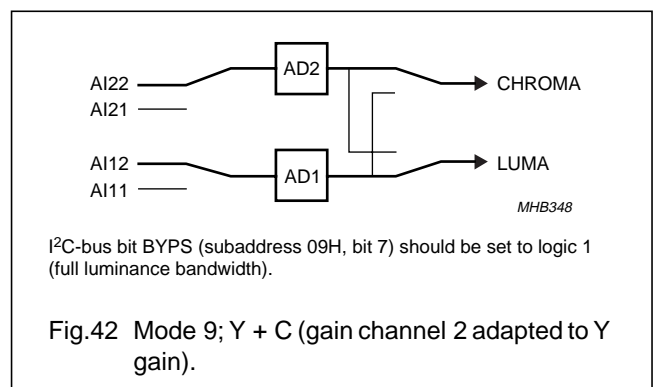 AI22
AI21
AD2
CHROMA
AI12
AI11
AD1
LUMA
MHB348
I²C-bus bit BYPS (subaddress 09H, bit 7) should be set to logic 1
(full luminance bandwidth).
Fig.42 Mode 9; Y + C (gain channel 2 adapted to Y
gain).